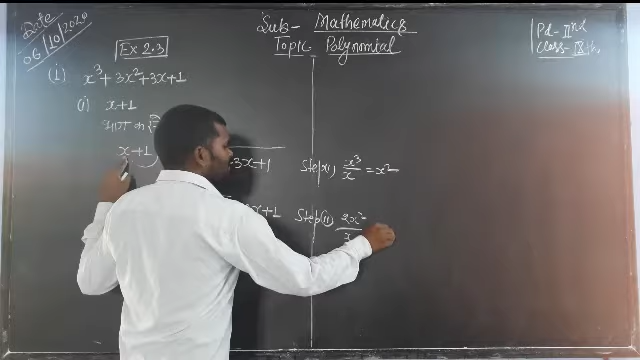 Date
06/10/2020
Sub- Mathematics
Topic- Polynomial
Pd- IInd
Class- IXth.
Ex 2.3
(i) x³ + 3x² + 3x + 1
(i) x + 1
x + 1
3x + 1
Step(i) x³/x = x²
x + 1
Step(ii) 2x²/x